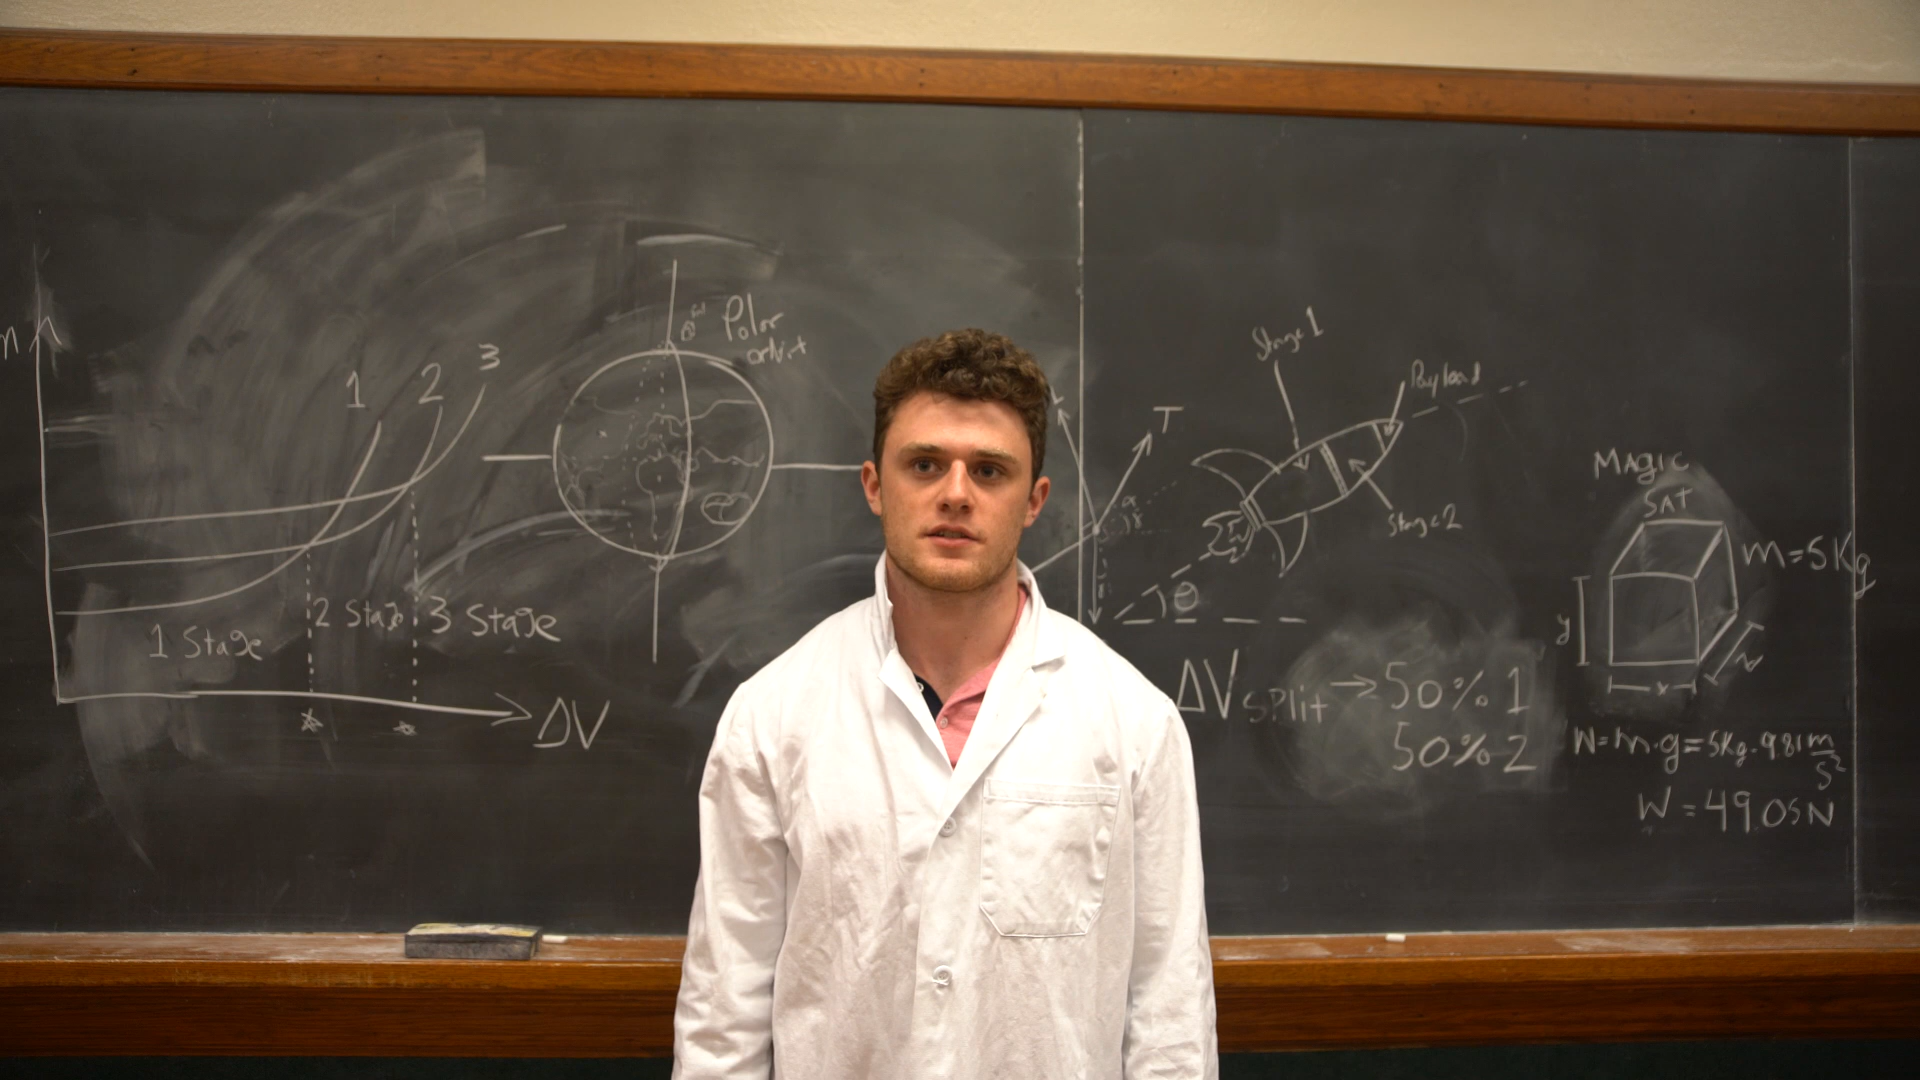 m
1
2
3
1 Stage
2 Stage
3 Stage
ΔV
Polar
orbit
T
α
γ
θ
Stage 1
Payload
Stage 2
ΔV split → 50% 1
50% 2
MAGIC
SAT
m=5Kg
y
x
z
W=m·g=5Kg·9.81 m/s²
W=49.05N